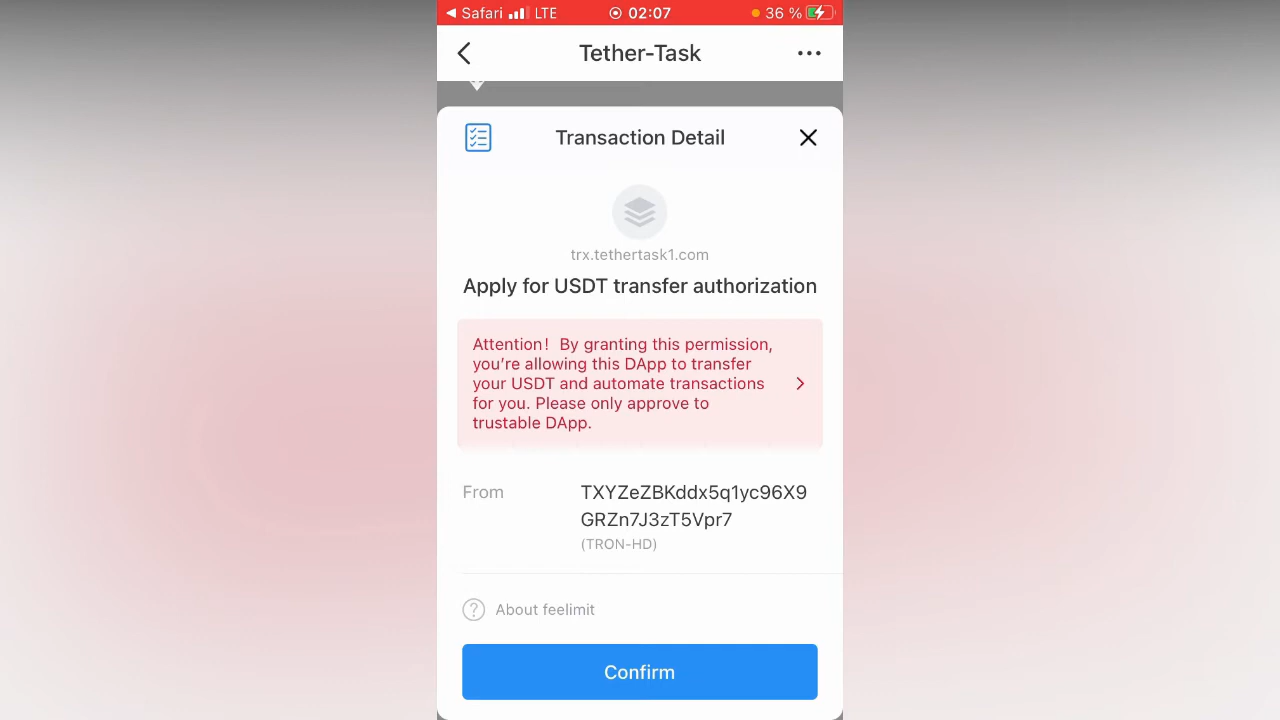 Safari LTE 02:07 36 %
Tether-Task
Transaction Detail
trx.tethertask1.com
Apply for USDT transfer authorization
Attention! By granting this permission,
you're allowing this DApp to transfer
your USDT and automate transactions
for you. Please only approve to
trustable DApp.
From TXYZeZBKddx5q1yc96X9
GRZn7J3zT5Vpr7
(TRON-HD)
? About feelimit
Confirm